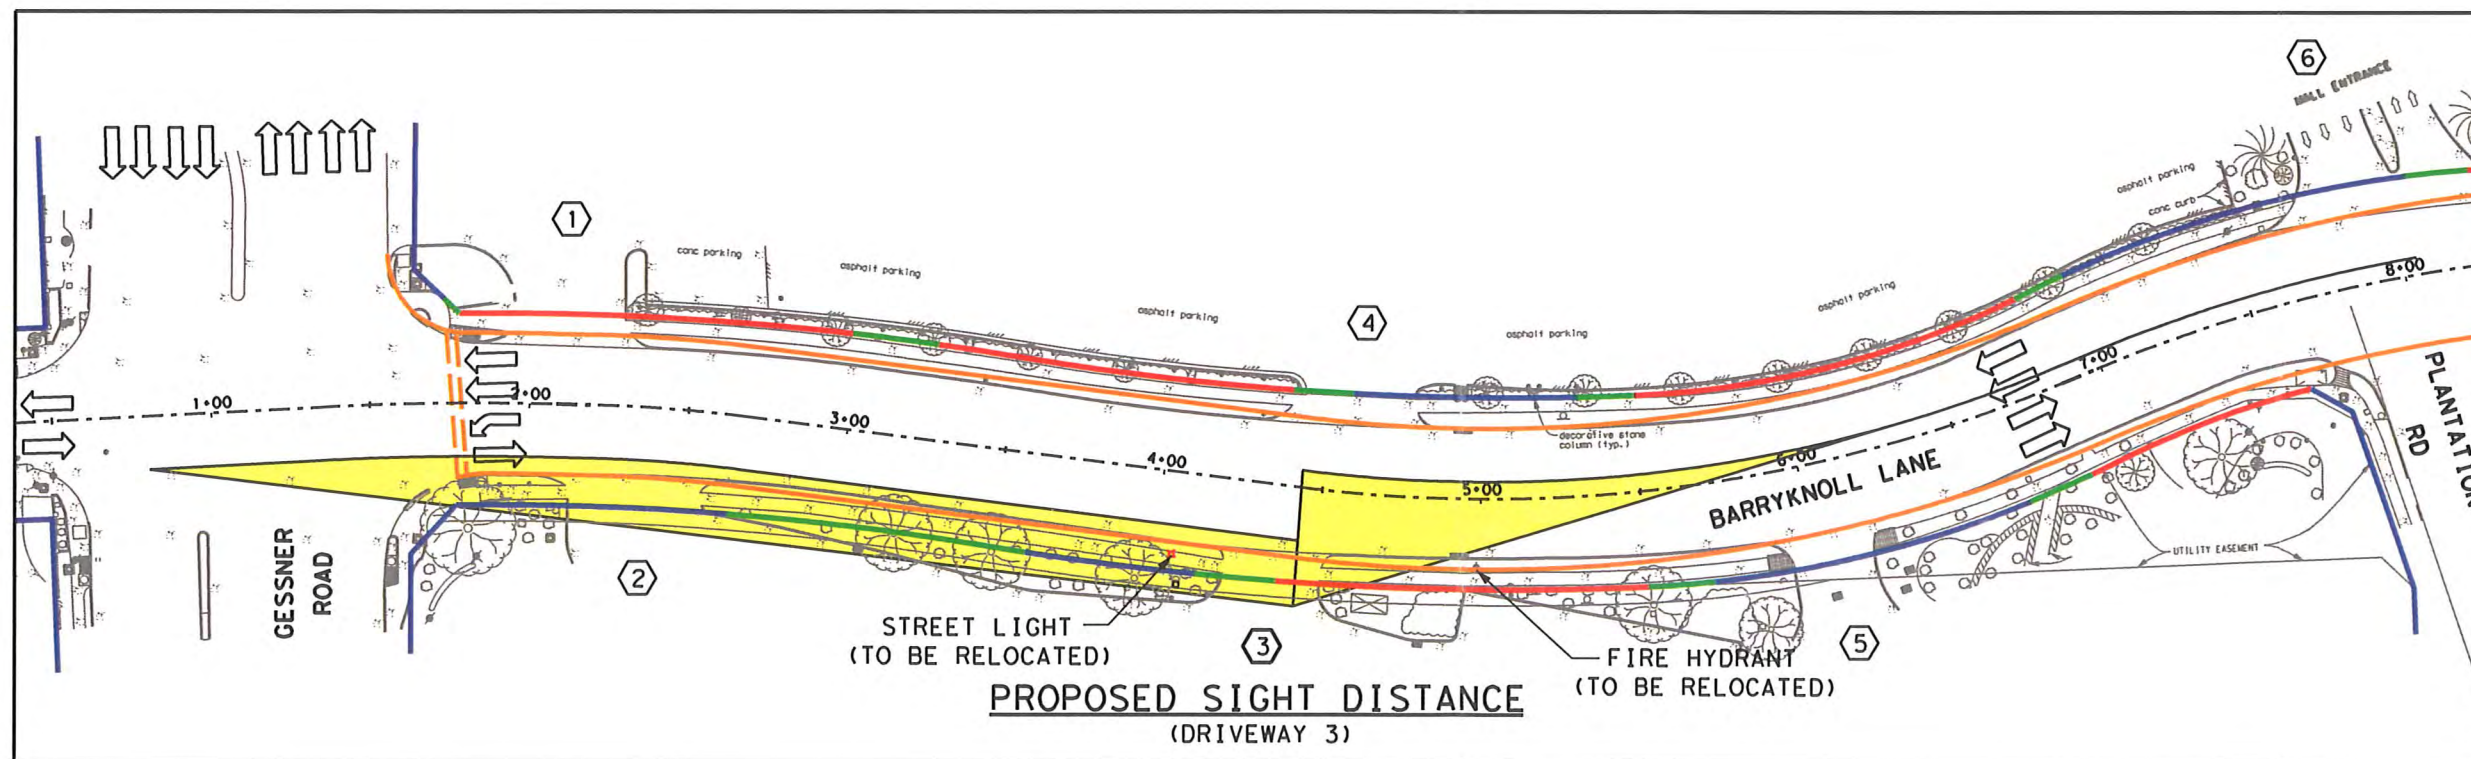 6
MALL ENTRANCE
1
conc parking
asphalt parking
asphalt parking
4
asphalt parking
asphalt parking
asphalt parking
conc curb
1+00
2+00
3+00
4+00
5+00
6+00
7+00
8+00
decorative stone
column (typ.)
BARRYKNOLL LANE
PLANTATION
RD
GESSNER
ROAD
2
UTILITY EASEMENT
STREET LIGHT
(TO BE RELOCATED)
3
5
FIRE HYDRANT
(TO BE RELOCATED)
PROPOSED SIGHT DISTANCE
(DRIVEWAY 3)